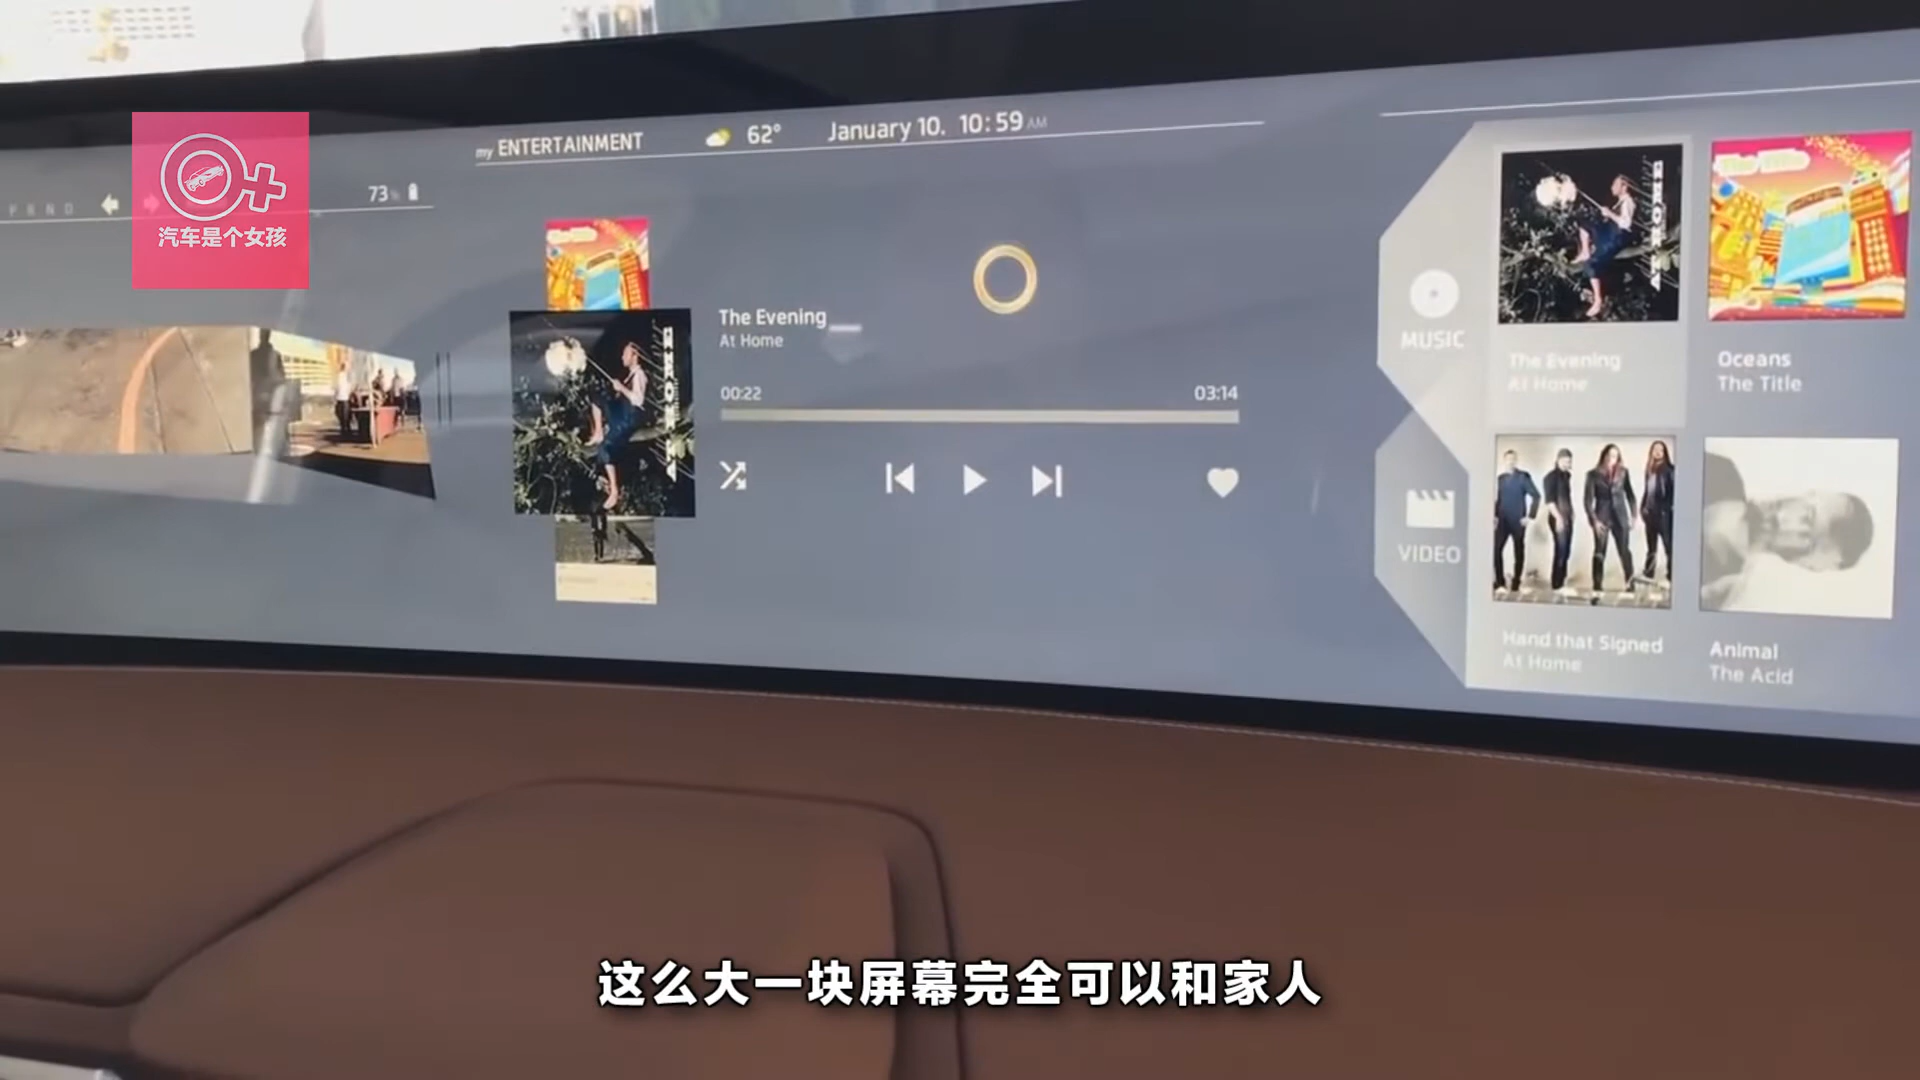 my ENTERTAINMENT
62°
January 10. 10:59 AM
汽车是个女孩
P R N D
73%
The Evening
At Home
00:22
03:14
MUSIC
VIDEO
The Evening
At Home
Oceans
The Title
Hand that Signed
At Home
Animal
The Acid
这么大一块屏幕完全可以和家人